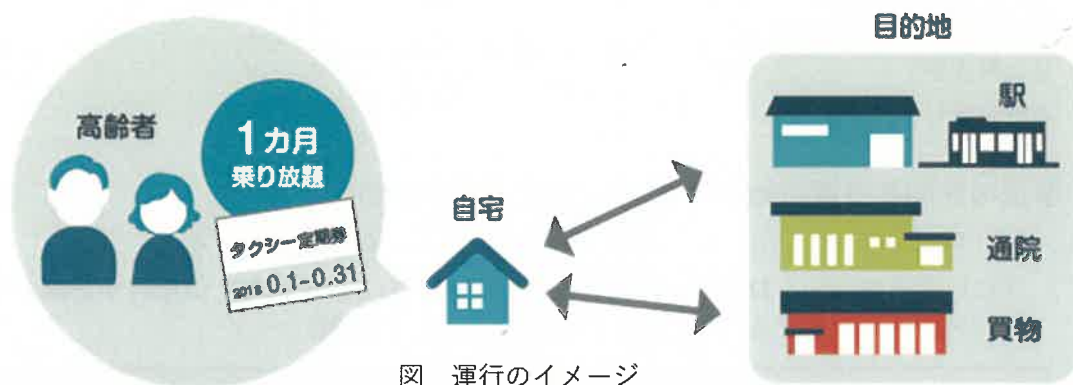 目的地
高齢者
1カ月
乗り放題
タクシー定期券
2018 0.1-0.31
自宅
駅
通院
買物
図　運行のイメージ